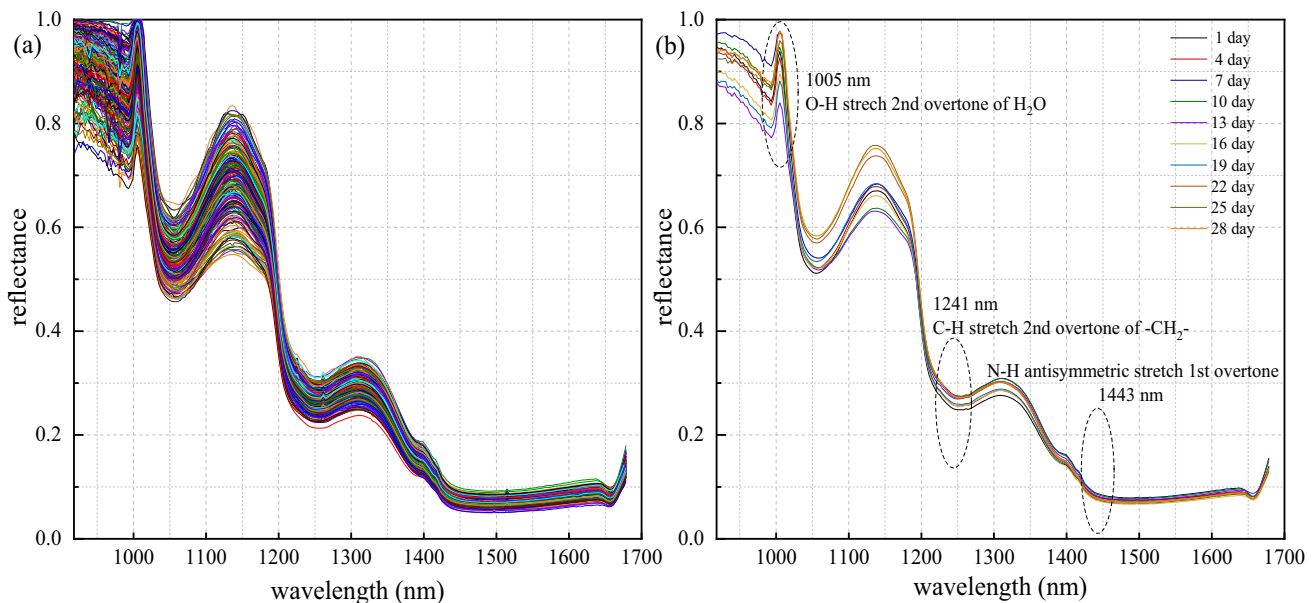 (a)
1.0
0.8
0.6
0.4
0.2
0.0
reflectance
1000 1100 1200 1300 1400 1500 1600 1700
wavelength (nm)
(b)
1.0
0.8
0.6
0.4
0.2
0.0
reflectance
1005 nm
O-H strech 2nd overtone of H₂O
1 day
4 day
7 day
10 day
13 day
16 day
19 day
22 day
25 day
28 day
1241 nm
C-H stretch 2nd overtone of -CH₂-
N-H antisymmetric stretch 1st overtone
1443 nm
1000 1100 1200 1300 1400 1500 1600 1700
wavelength (nm)